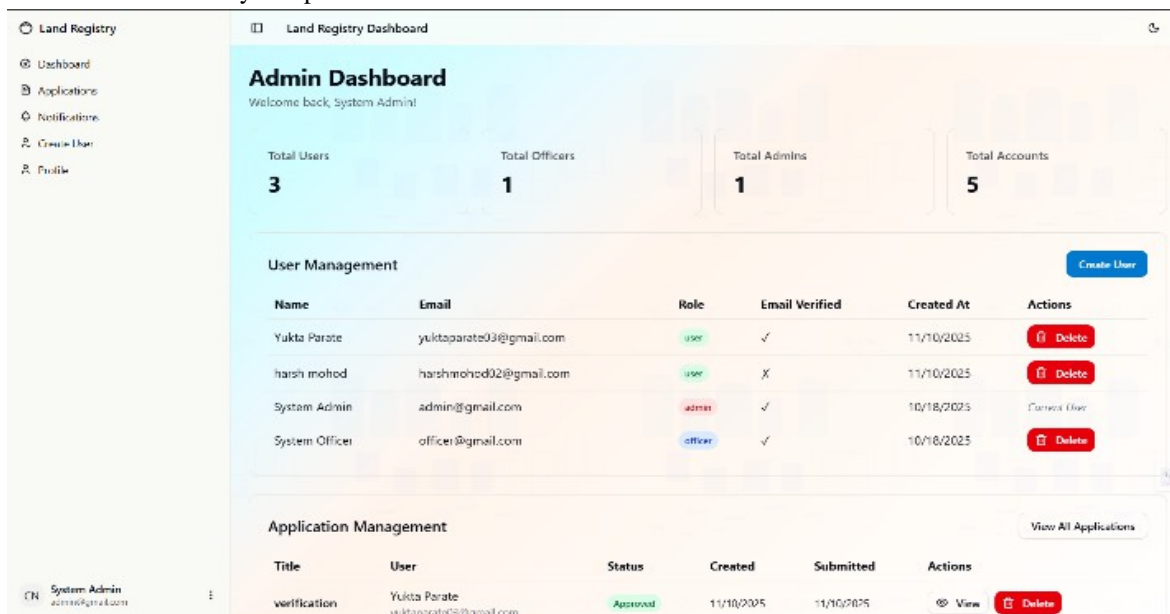 Land Registry
Land Registry Dashboard
Dashboard
Applications
Notifications
Create User
Profile
Admin Dashboard
Welcome back, System Admin!
Total Users
3
Total Officers
1
Total Admins
1
Total Accounts
5
User Management
Create User
Name Email Role Email Verified Created At Actions
Yukta Parate yuktaparate03@gmail.com user ✓ 11/10/2025 Delete
harsh mohod harshmohod02@gmail.com user ✗ 11/10/2025 Delete
System Admin admin@gmail.com admin ✓ 10/18/2025 Current User
System Officer officer@gmail.com officer ✓ 10/18/2025 Delete
Application Management
View All Applications
Title User Status Created Submitted Actions
verification Yukta Parate Approved 11/10/2025 11/10/2025 View Delete
yuktaparate03@gmail.com
CN System Admin
admin@gmail.com